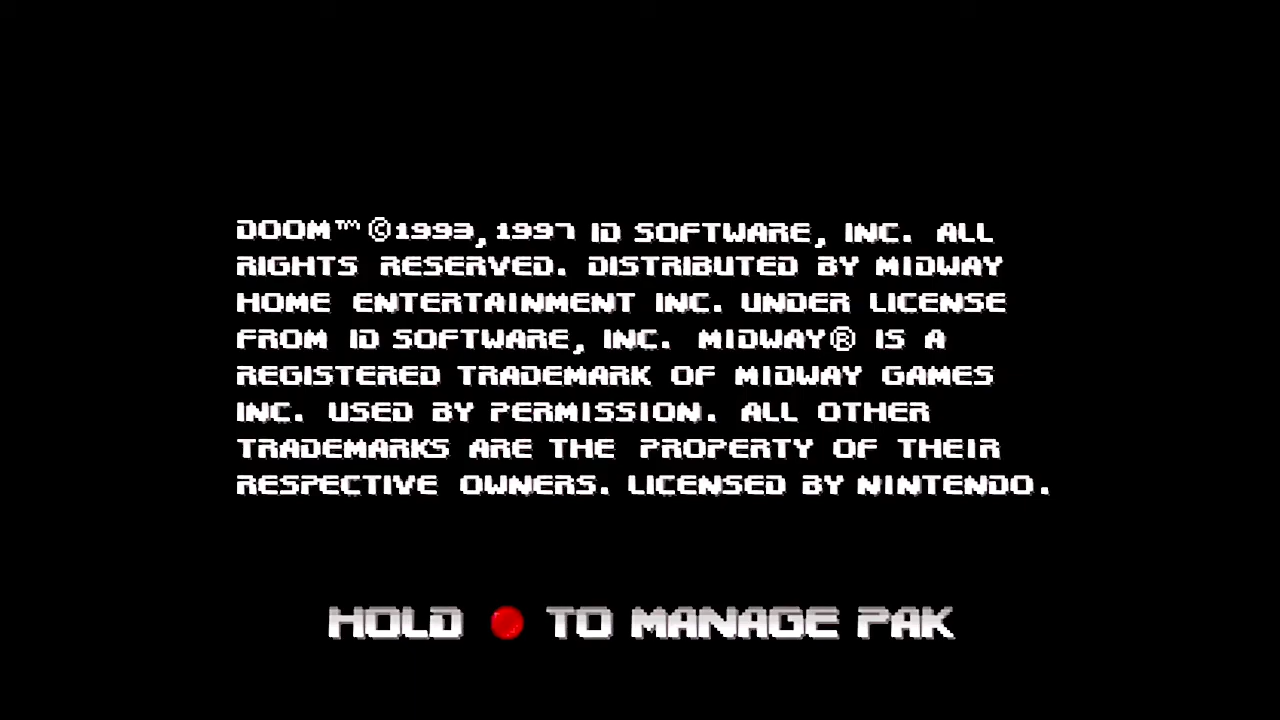 DOOM™ ©1993,1997 ID SOFTWARE, INC. ALL
RIGHTS RESERVED. DISTRIBUTED BY MIDWAY
HOME ENTERTAINMENT INC. UNDER LICENSE
FROM ID SOFTWARE, INC. MIDWAY® IS A
REGISTERED TRADEMARK OF MIDWAY GAMES
INC. USED BY PERMISSION. ALL OTHER
TRADEMARKS ARE THE PROPERTY OF THEIR
RESPECTIVE OWNERS. LICENSED BY NINTENDO.
HOLD TO MANAGE PAK